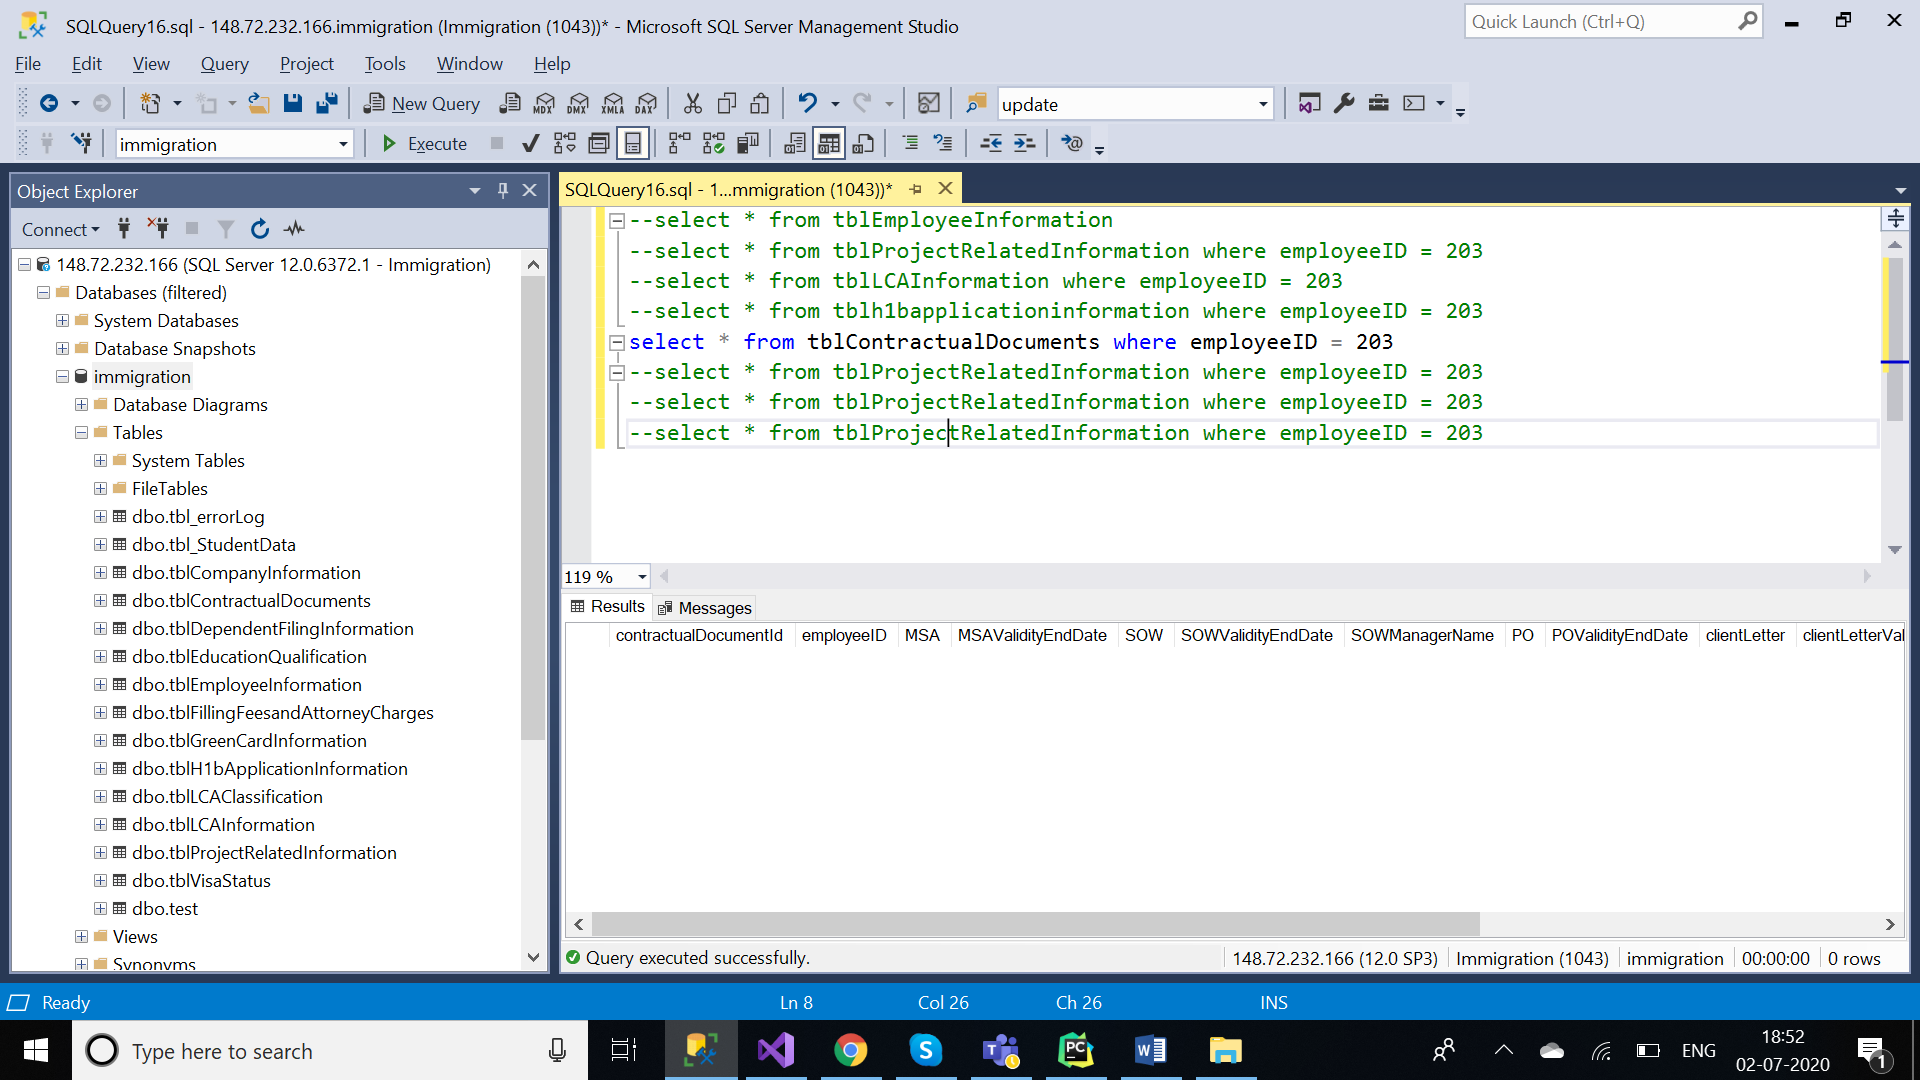 SQLQuery16.sql - 148.72.232.166.immigration (Immigration (1043))* - Microsoft SQL Server Management Studio
Quick Launch (Ctrl+Q)
File Edit View Query Project Tools Window Help
New Query MDX DMX XMLA DAX update
immigration Execute
Object Explorer
Connect
148.72.232.166 (SQL Server 12.0.6372.1 - Immigration)
Databases (filtered)
System Databases
Database Snapshots
immigration
Database Diagrams
Tables
System Tables
FileTables
dbo.tbl_errorLog
dbo.tbl_StudentData
dbo.tblCompanyInformation
dbo.tblContractualDocuments
dbo.tblDependentFilingInformation
dbo.tblEducationQualification
dbo.tblEmployeeInformation
dbo.tblFillingFeesandAttorneyCharges
dbo.tblGreenCardInformation
dbo.tblH1bApplicationInformation
dbo.tblLCAClassification
dbo.tblLCAInformation
dbo.tblProjectRelatedInformation
dbo.tblVisaStatus
dbo.test
Views
Synonyms
SQLQuery16.sql - 1...mmigration (1043))*
--select * from tblEmployeeInformation
--select * from tblProjectRelatedInformation where employeeID = 203
--select * from tblLCAInformation where employeeID = 203
--select * from tblh1bapplicationinformation where employeeID = 203
select * from tblContractualDocuments where employeeID = 203
--select * from tblProjectRelatedInformation where employeeID = 203
--select * from tblProjectRelatedInformation where employeeID = 203
--select * from tblProjectRelatedInformation where employeeID = 203
119 %
Results Messages
contractualDocumentId employeeID MSA MSAValidityEndDate SOW SOWValidityEndDate SOWManagerName PO POValidityEndDate clientLetter clientLetterVal
Query executed successfully. 148.72.232.166 (12.0 SP3) Immigration (1043) immigration 00:00:00 0 rows
Ready Ln 8 Col 26 Ch 26 INS
Type here to search
S
PC
W
ENG
18:52
02-07-2020
1